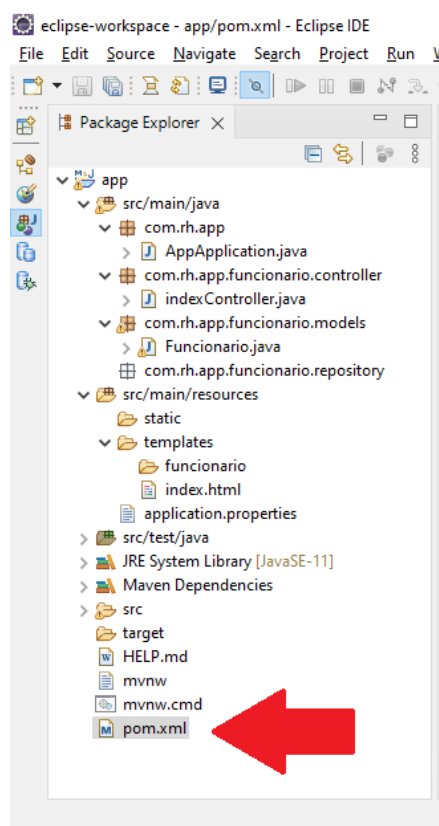 eclipse-workspace - app/pom.xml - Eclipse IDE
File Edit Source Navigate Search Project Run
Package Explorer
app
src/main/java
com.rh.app
AppApplication.java
com.rh.app.funcionario.controller
indexController.java
com.rh.app.funcionario.models
Funcionario.java
com.rh.app.funcionario.repository
src/main/resources
static
templates
funcionario
index.html
application.properties
src/test/java
JRE System Library [JavaSE-11]
Maven Dependencies
src
target
HELP.md
mvnw
mvnw.cmd
pom.xml